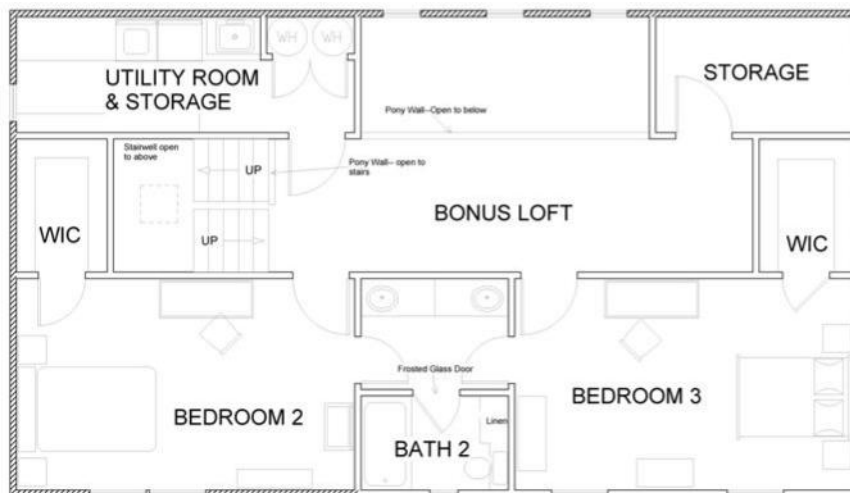 WH
WH
UTILITY ROOM
& STORAGE
STORAGE
Pony Wall--Open to below
Stairwell open
to above
UP
Pony Wall-- open to
stairs
WIC
UP
BONUS LOFT
WIC
Frosted Glass Door
BEDROOM 2
BEDROOM 3
Linen
BATH 2